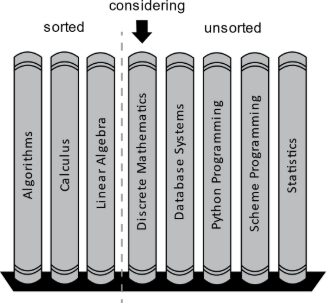 considering
sorted
unsorted
Algorithms
Calculus
Linear Algebra
Discrete Mathematics
Database Systems
Python Programming
Scheme Programming
Statistics